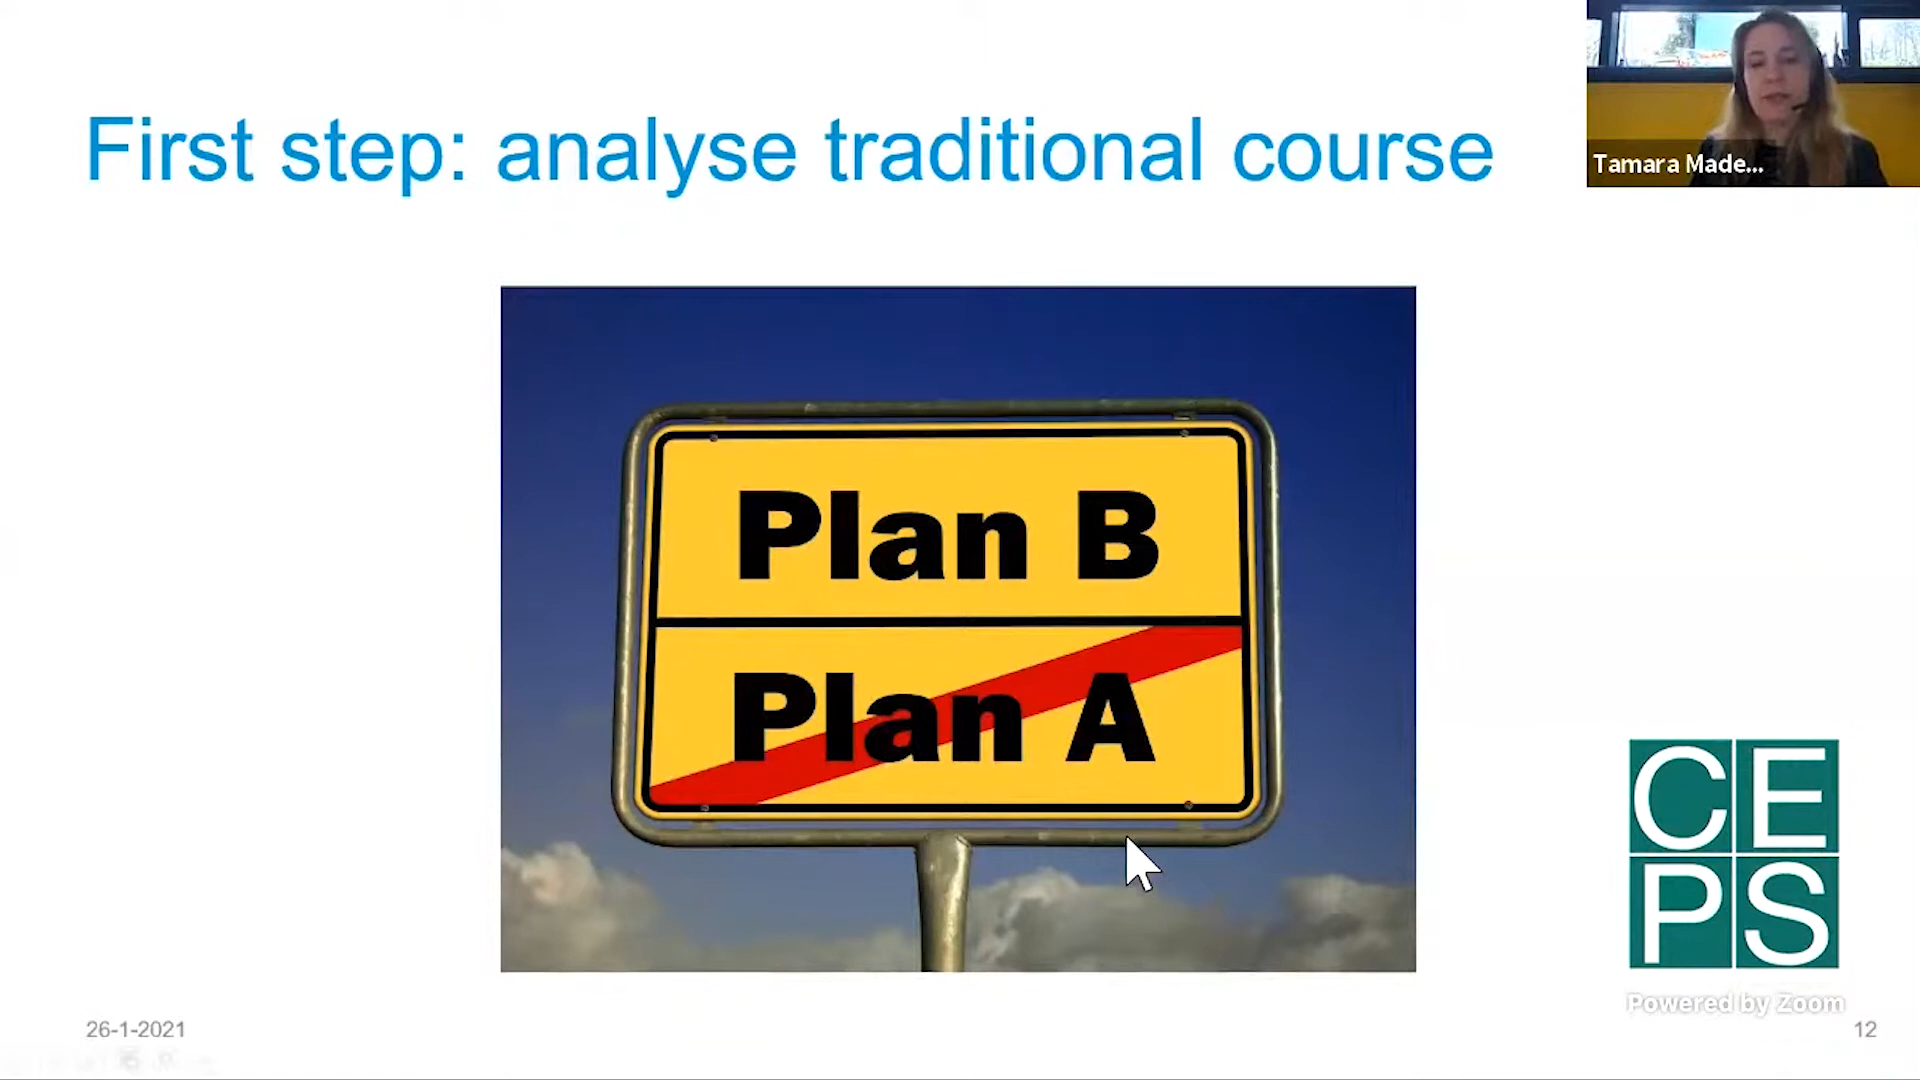 First step: analyse traditional course
Tamara Made...
Plan B
Plan A
CE
PS
Powered by Zoom
26-1-2021
12